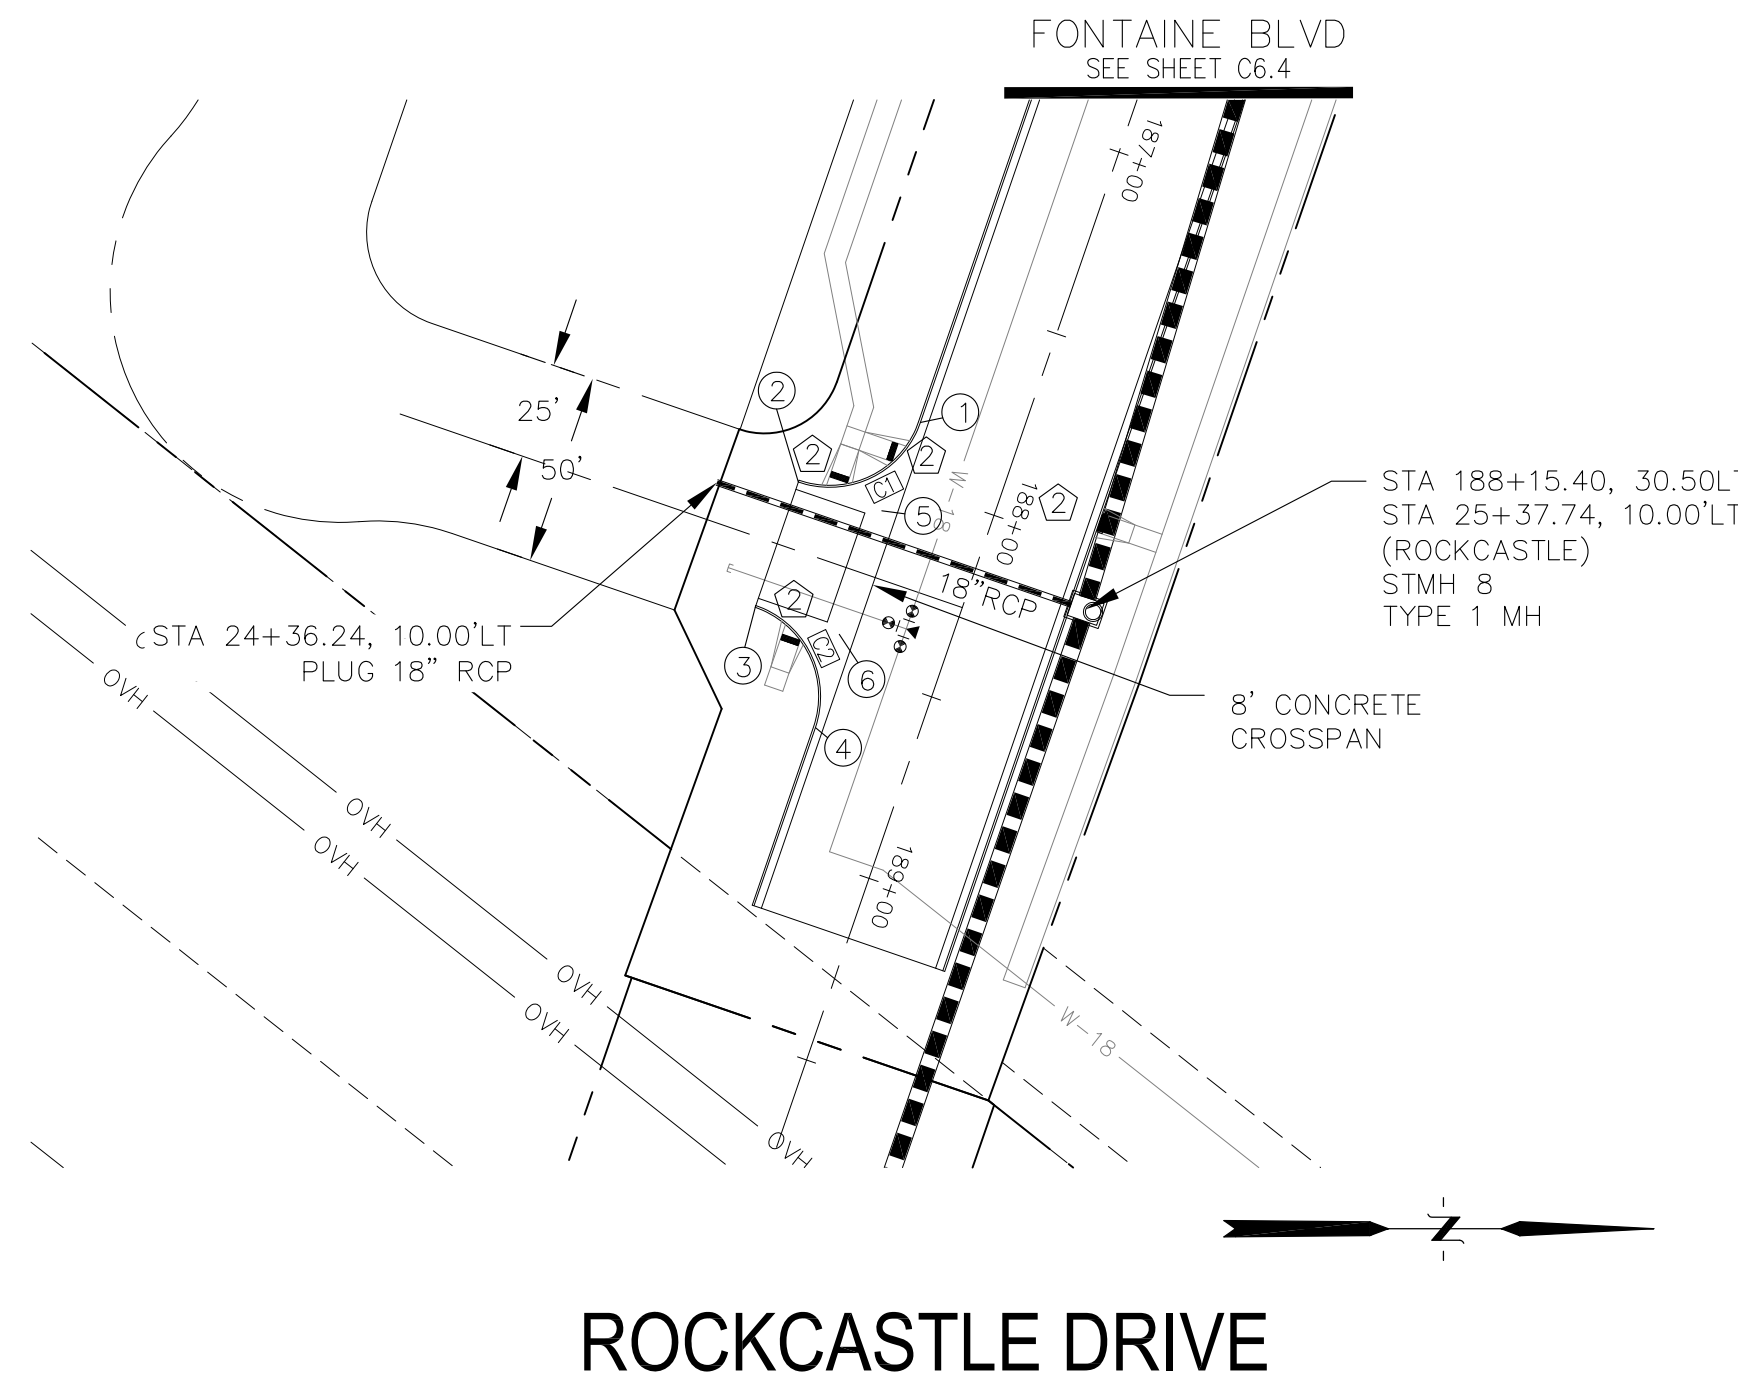 FONTAINE BLVD
SEE SHEET C6.4
187+00
25'
50'
2
1
2
2
C1
5
W-18
188+00
2
STA 188+15.40, 30.50LT
STA 25+37.74, 10.00'LT
(ROCKCASTLE)
STMH 8
TYPE 1 MH
18"RCP
STA 24+36.24, 10.00'LT
PLUG 18" RCP
2
C2
3
6
4
8' CONCRETE
CROSSPAN
189+00
OVH
OVH
OVH
OVH
OVH
OVH
W-18
N
ROCKCASTLE DRIVE